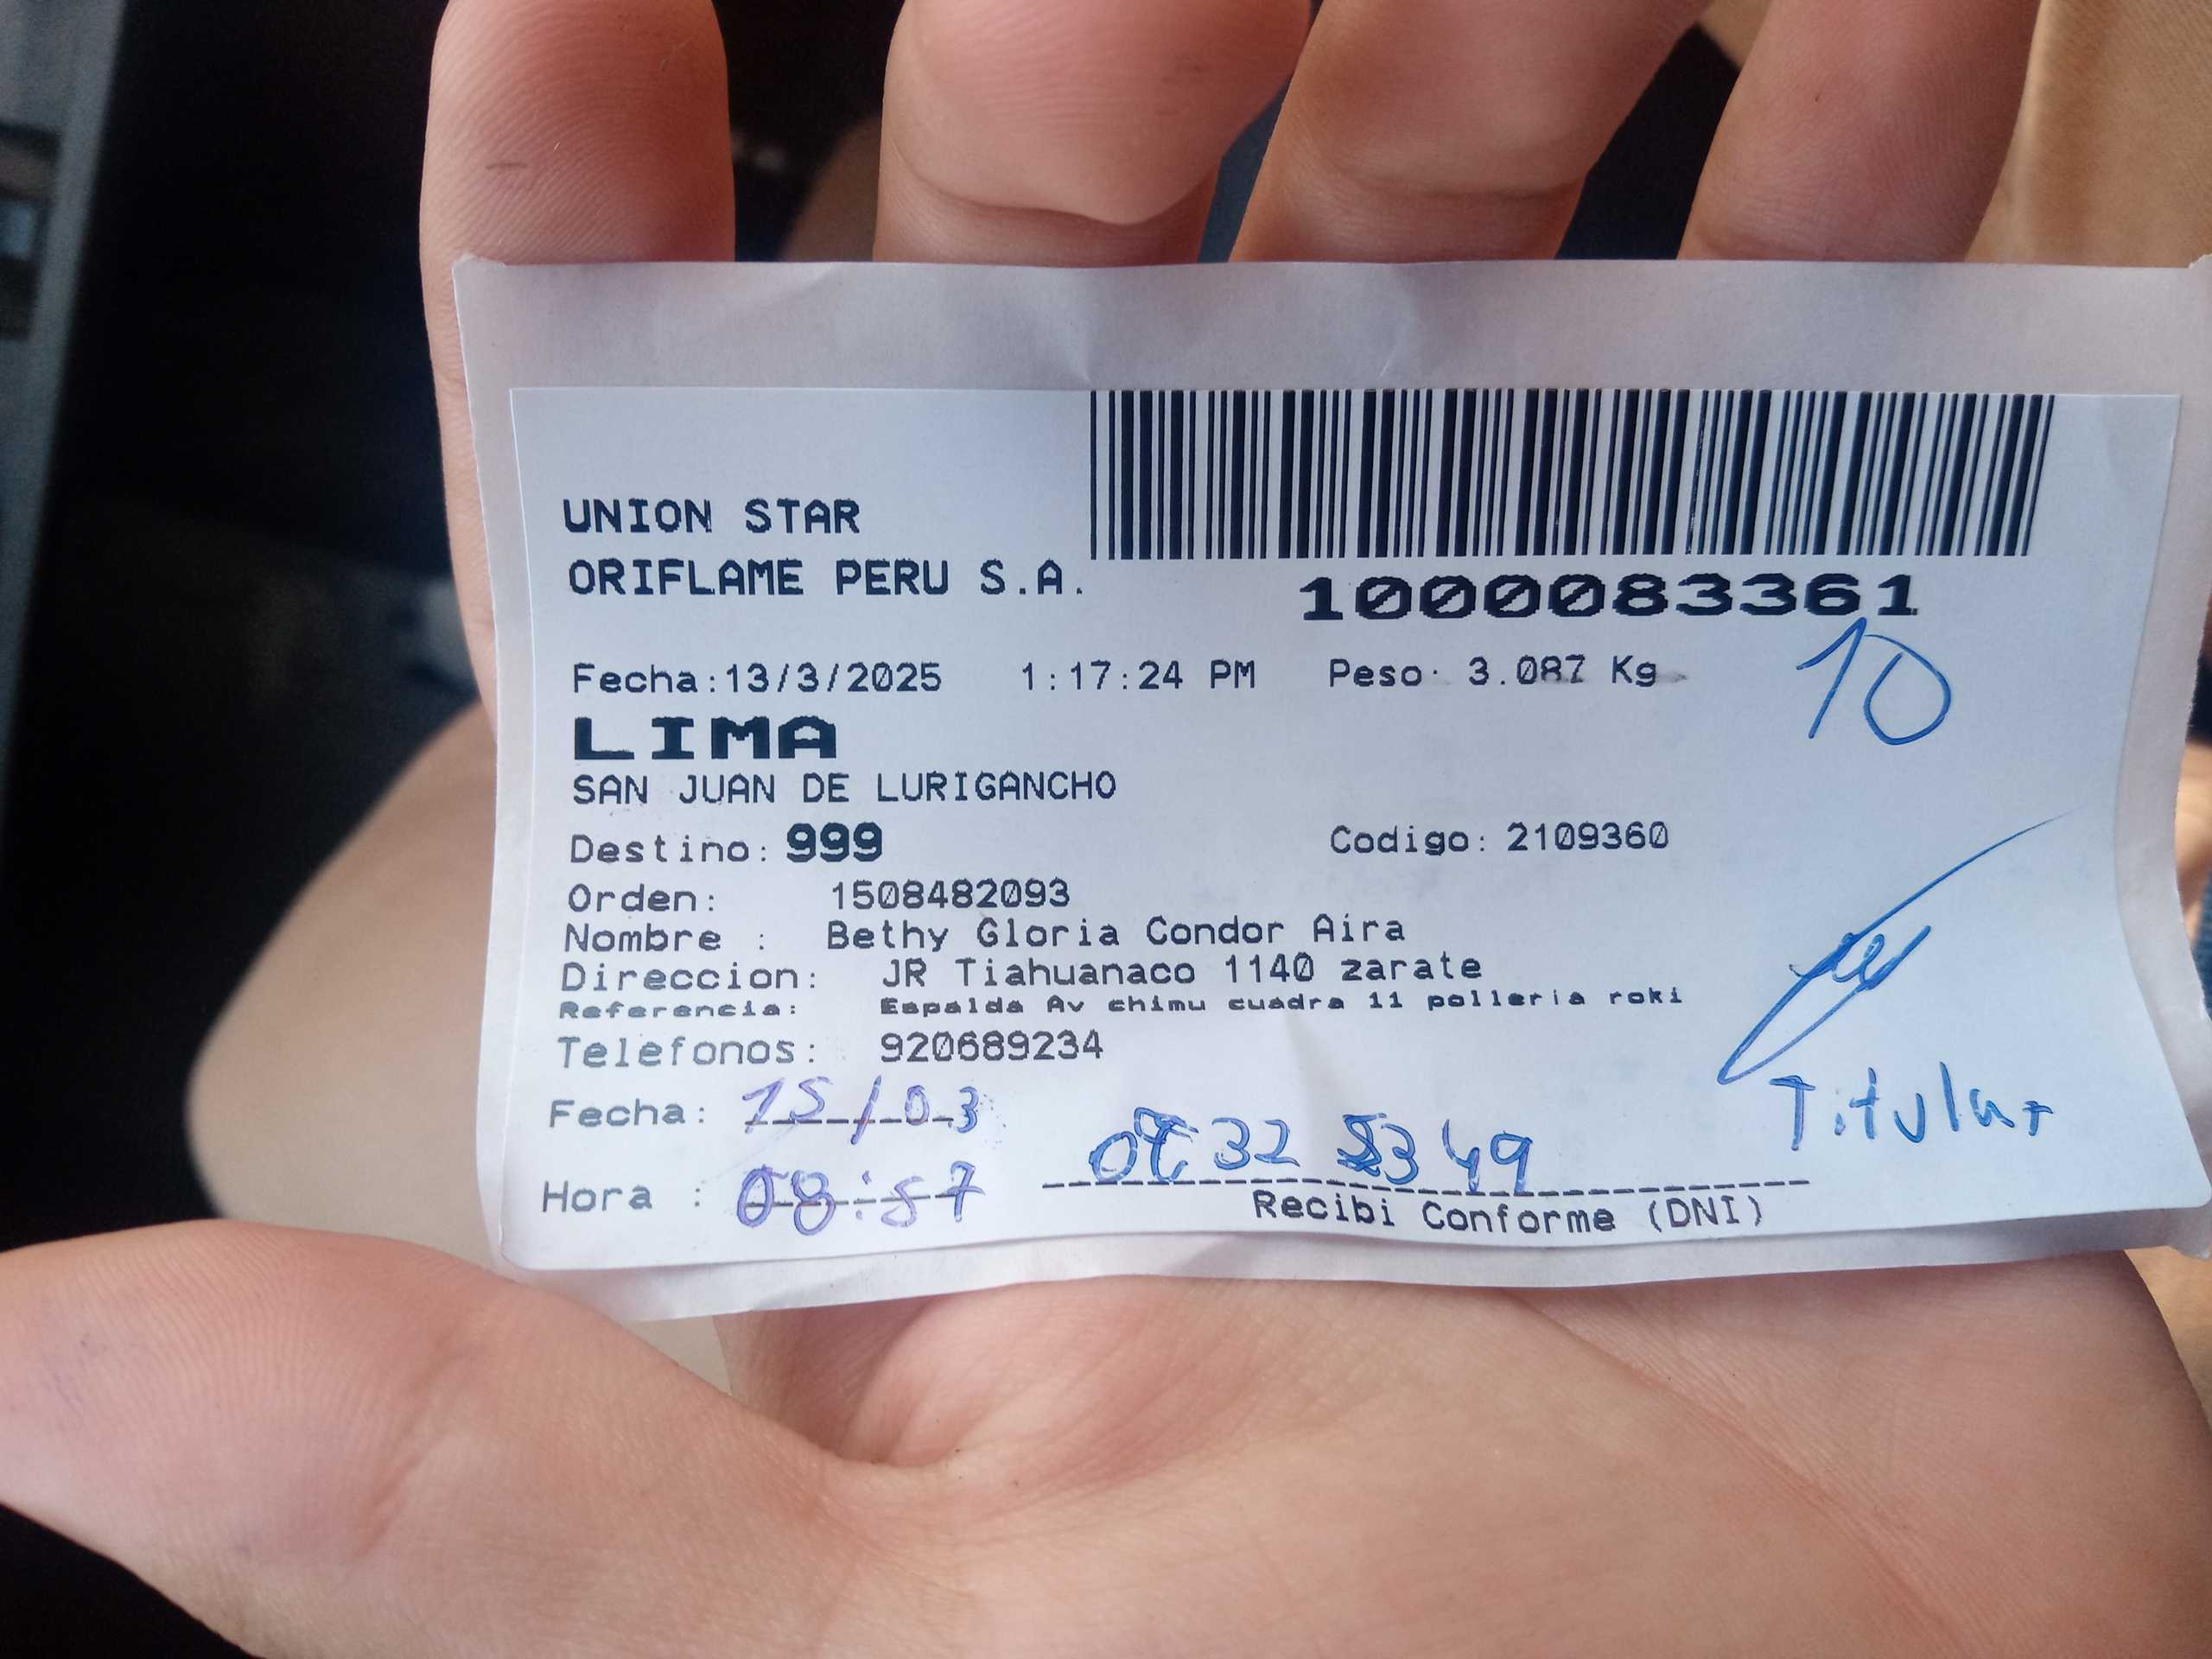 UNION STAR
ORIFLAME PERU S.A.
1000083361
Fecha:13/3/2025 1:17:24 PM Peso: 3.087 Kg
10
LIMA
SAN JUAN DE LURIGANCHO
Destino: 999 Codigo: 2109360
Orden: 1508482093
Nombre : Bethy Gloria Condor Aira
Direccion: JR Tiahuanaco 1140 zarate
Referencia: Espalda Av chimu cuadra 11 polleria roki
Telefonos: 920689234
Titular
Fecha: 15/03
Hora : 08:57
Recibi Conforme (DNI)